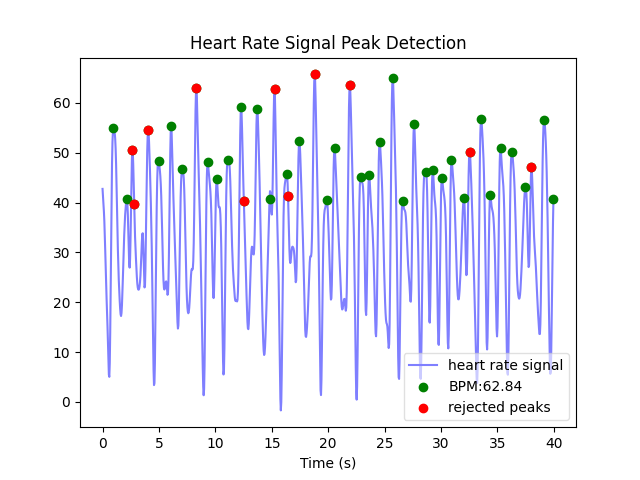 Heart Rate Signal Peak Detection
60
50
40
30
20
10
0
heart rate signal
BPM:62.84
rejected peaks
0 5 10 15 20 25 30 35 40
Time (s)